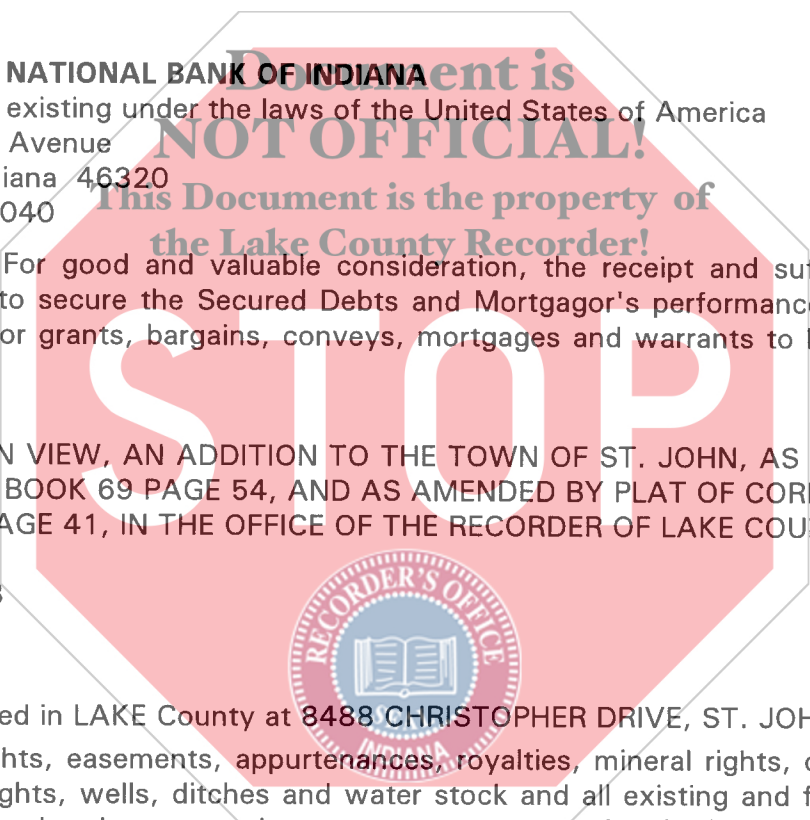 Document is
NATIONAL BANK OF INDIANA
existing under the laws of the United States of America
NOT OFFICIAL!
Avenue
iana 46320
This Document is the property of
040
the Lake County Recorder!
For good and valuable consideration, the receipt and suf
to secure the Secured Debts and Mortgagor's performance
or grants, bargains, conveys, mortgages and warrants to
STOP
N VIEW, AN ADDITION TO THE TOWN OF ST. JOHN, AS
BOOK 69 PAGE 54, AND AS AMENDED BY PLAT OF COR
AGE 41, IN THE OFFICE OF THE RECORDER OF LAKE COU
RECORDER'S OFFICE
SEAL
INDIANA
ed in LAKE County at 8488 CHRISTOPHER DRIVE, ST. JOH
hts, easements, appurtenances, royalties, mineral rights,
ghts, wells, ditches and water stock and all existing and f